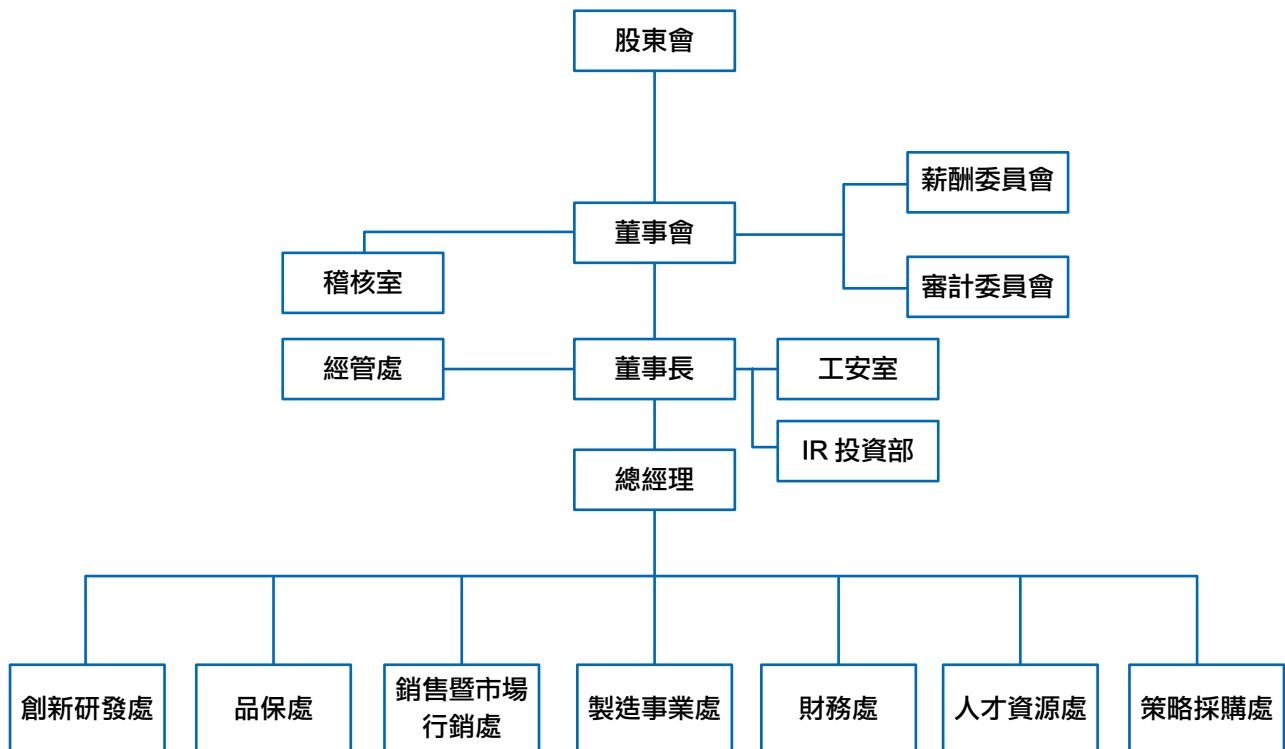 股東會
薪酬委員會
董事會
稽核室
審計委員會
經管處
董事長
工安室
IR 投資部
總經理
創新研發處
品保處
銷售暨市場
行銷處
製造事業處
財務處
人才資源處
策略採購處